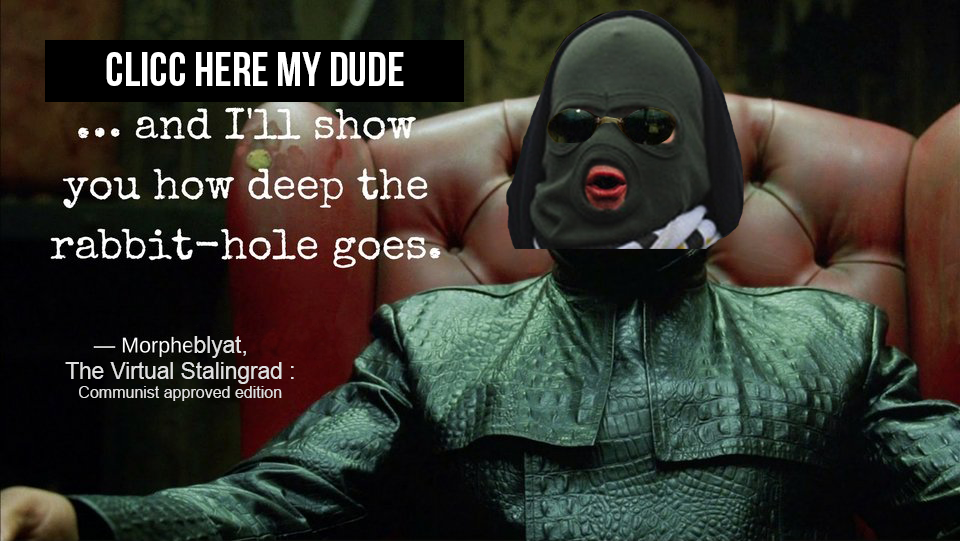 CLICC HERE MY DUDE
... and I'll show
you how deep the
rabbit-hole goes.
— Morpheblyat,
The Virtual Stalingrad :
Communist approved edition